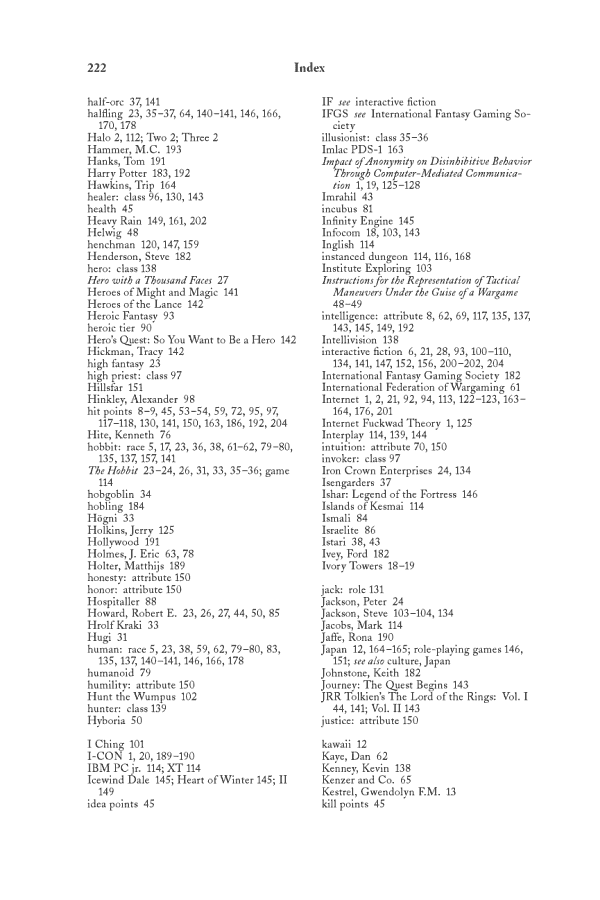 222
Index
half-orc 37, 141
halfling 23, 35–37, 64, 140–141, 146, 166,
170, 178
Halo 2, 112; Two 2; Three 2
Hammer, M.C. 193
Hanks, Tom 191
Harry Potter 183, 192
Hawkins, Trip 164
healer: class 96, 130, 143
health 45
Heavy Rain 149, 161, 202
Helwig 48
henchman 120, 147, 159
Henderson, Steve 182
hero: class 138
Hero with a Thousand Faces 27
Heroes of Might and Magic 141
Heroes of the Lance 142
Heroic Fantasy 93
heroic tier 90
Hero's Quest: So You Want to Be a Hero 142
Hickman, Tracy 142
high fantasy 23
high priest: class 97
Hillsfar 151
Hinkley, Alexander 98
hit points 8–9, 45, 53–54, 59, 72, 95, 97,
117–118, 130, 141, 150, 163, 186, 192, 204
Hite, Kenneth 76
hobbit: race 5, 17, 23, 36, 38, 61–62, 79–80,
135, 137, 157, 141
The Hobbit 23–24, 26, 31, 33, 35–36; game
114
hobgoblin 34
hobling 184
Högni 33
Holkins, Jerry 125
Hollywood 191
Holmes, J. Eric 63, 78
Holter, Matthijs 189
honesty: attribute 150
honor: attribute 150
Hospitaller 88
Howard, Robert E. 23, 26, 27, 44, 50, 85
Hrolf Kraki 33
Hugi 31
human: race 5, 23, 38, 59, 62, 79–80, 83,
135, 137, 140–141, 146, 166, 178
humanoid 79
humility: attribute 150
Hunt the Wumpus 102
hunter: class 139
Hyboria 50
I Ching 101
I-CON 1, 20, 189–190
IBM PC jr. 114; XT 114
Icewind Dale 145; Heart of Winter 145; II
149
idea points 45
IF see interactive fiction
IFGS see International Fantasy Gaming So-
ciety
illusionist: class 35–36
Imlac PDS-1 163
Impact of Anonymity on Disinhibitive Behavior
Through Computer-Mediated Communica-
tion 1, 19, 125–128
Imrahil 43
incubus 81
Infinity Engine 145
Infocom 18, 103, 143
Inglish 114
instanced dungeon 114, 116, 168
Institute Exploring 103
Instructions for the Representation of Tactical
Maneuvers Under the Guise of a Wargame
48–49
intelligence: attribute 8, 62, 69, 117, 135, 137,
143, 145, 149, 192
Intellivision 138
interactive fiction 6, 21, 28, 93, 100–110,
134, 141, 147, 152, 156, 200–202, 204
International Fantasy Gaming Society 182
International Federation of Wargaming 61
Internet 1, 2, 21, 92, 94, 113, 122–123, 163–
164, 176, 201
Internet Fuckwad Theory 1, 125
Interplay 114, 139, 144
intuition: attribute 70, 150
invoker: class 97
Iron Crown Enterprises 24, 134
Isengarders 37
Ishar: Legend of the Fortress 146
Islands of Kesmai 114
Ismali 84
Israelite 86
Istari 38, 43
Ivey, Ford 182
Ivory Towers 18–19
jack: role 131
Jackson, Peter 24
Jackson, Steve 103–104, 134
Jacobs, Mark 114
Jaffe, Rona 190
Japan 12, 164–165; role-playing games 146,
151; see also culture, Japan
Johnstone, Keith 182
Journey: The Quest Begins 143
JRR Tolkien's The Lord of the Rings: Vol. I
44, 141; Vol. II 143
justice: attribute 150
kawaii 12
Kaye, Dan 62
Kenney, Kevin 138
Kenzer and Co. 65
Kestrel, Gwendolyn F.M. 13
kill points 45